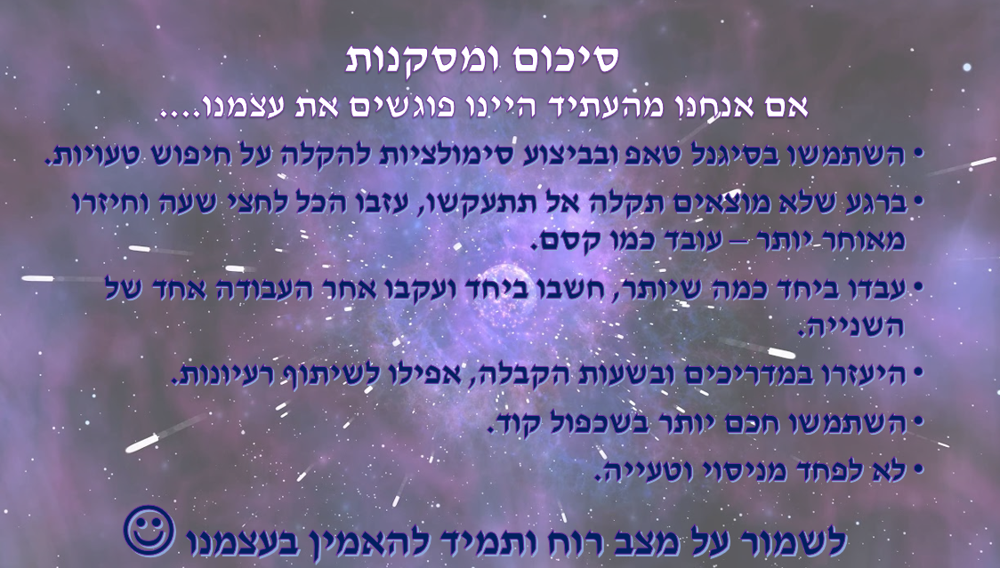 סיכום ומסקנות
אם אנחנו מהעתיד היינו פוגשים את עצמנו....
• השתמשו בסיגנל טאפ ובביצוע סימולציות להקלה על חיפוש טעויות.
• ברגע שלא מוצאים תקלה אל תתעקשו, עזבו הכל לחצי שעה וחיזרו
מאוחר יותר – עובד כמו קסם.
• עבדו ביחד כמה שיותר, חשבו ביחד ועקבו אחר העבודה אחד של
השנייה.
• היעזרו במדריכים ובשעות הקבלה, אפילו לשיתוף רעיונות.
• השתמשו חכם יותר בשכפול קוד.
• לא לפחד מניסוי וטעייה.
לשמור על מצב רוח ותמיד להאמין בעצמנו ☺